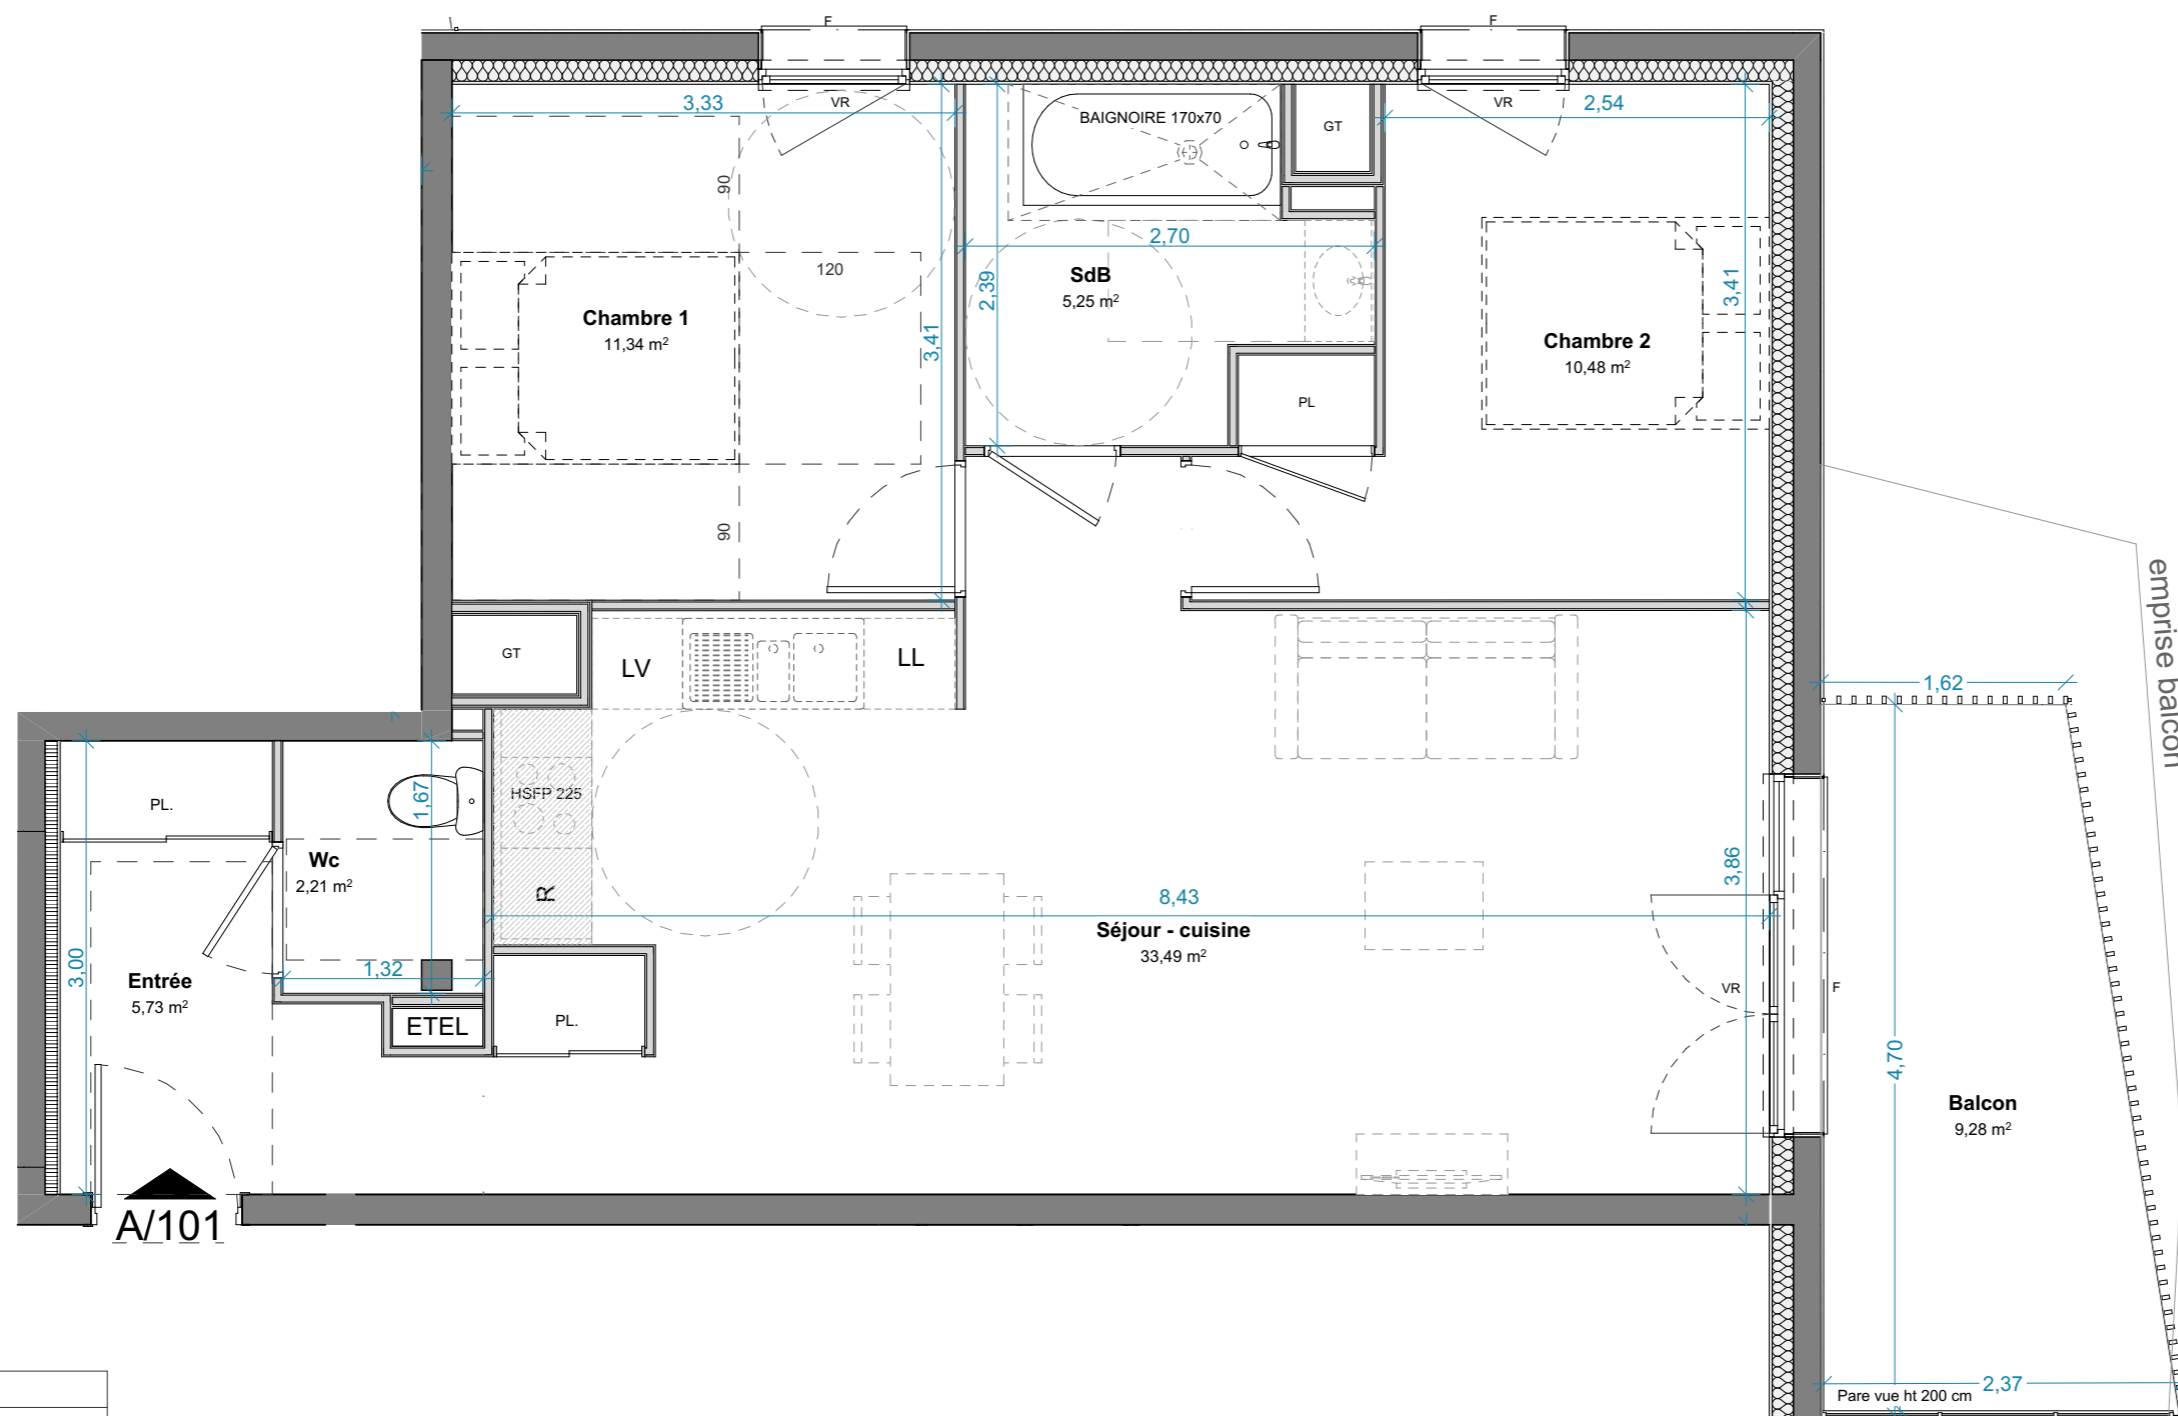 F
F
3,33
VR
BAIGNOIRE 170x70
GT
VR
2,54
90
2,70
120
SdB
5,25 m²
2,39
3,41
Chambre 1
11,34 m²
3,41
Chambre 2
10,48 m²
PL
90
emprise balcon
GT
LV
LL
1,62
PL.
1,67
HSFP 225
Wc
2,21 m²
R
3,86
8,43
Séjour - cuisine
33,49 m²
3,00
1,32
Entrée
5,73 m²
VR
F
ETEL
PL.
4,70
Balcon
9,28 m²
A/101
2,37
Pare vue ht 200 cm